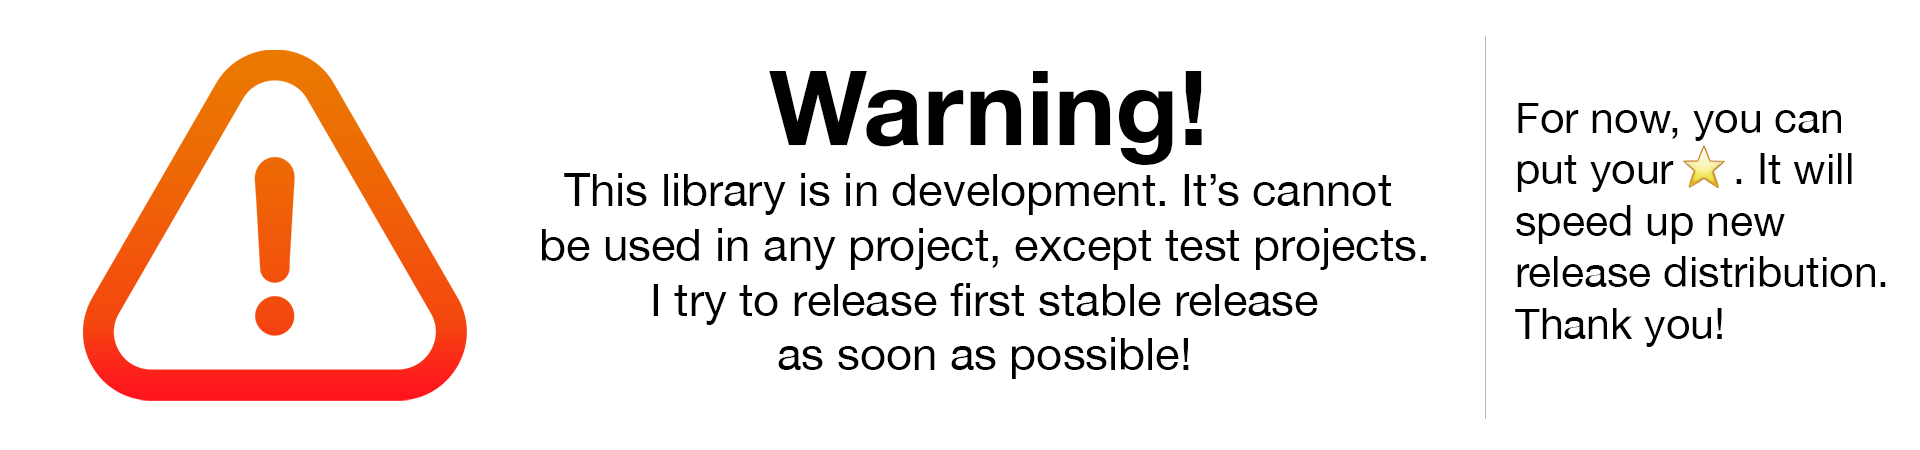 Warning!
This library is in development. It’s cannot
be used in any project, except test projects.
I try to release first stable release
as soon as possible!
For now, you can
put your ⭐. It will
speed up new
release distribution.
Thank you!